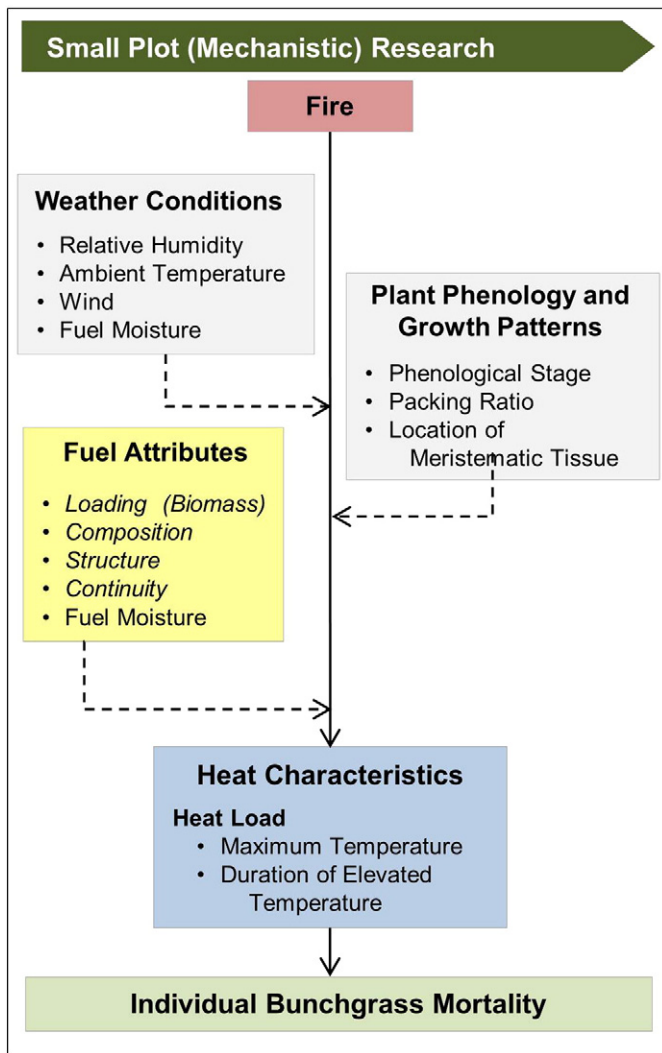 Small Plot (Mechanistic) Research
Fire
Weather Conditions
• Relative Humidity
• Ambient Temperature
• Wind
• Fuel Moisture
Plant Phenology and
Growth Patterns
• Phenological Stage
• Packing Ratio
• Location of
Meristematic Tissue
Fuel Attributes
• Loading (Biomass)
• Composition
• Structure
• Continuity
• Fuel Moisture
Heat Characteristics
Heat Load
• Maximum Temperature
• Duration of Elevated
Temperature
Individual Bunchgrass Mortality